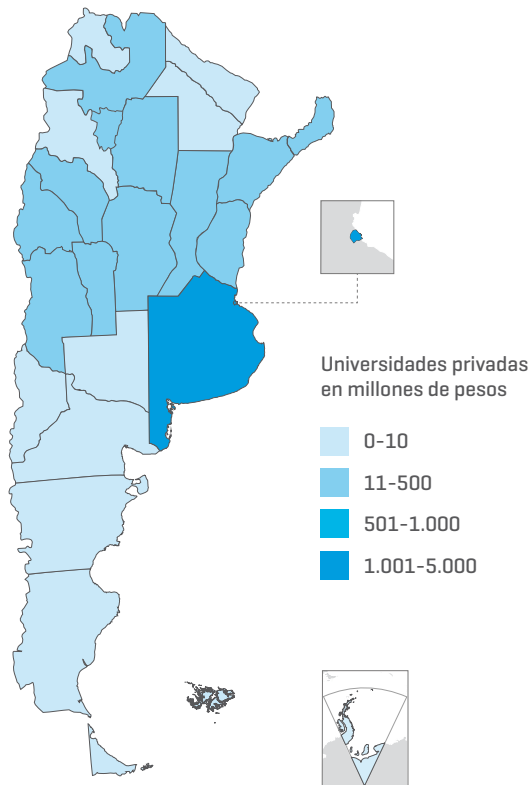 Universidades privadas
en millones de pesos
0-10
11-500
501-1.000
1.001-5.000